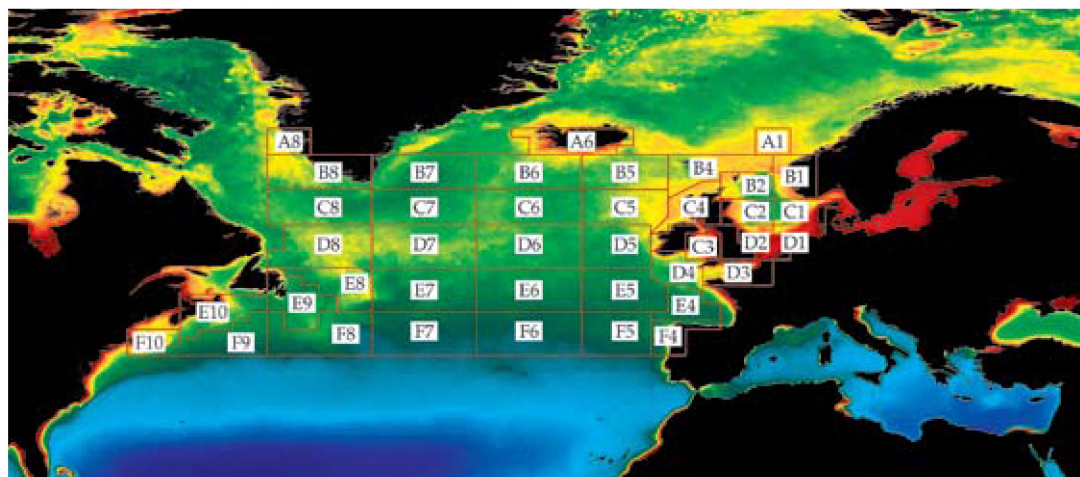 A8 A6 A1
B8 B7 B6 B5 B4 B2 B1
C8 C7 C6 C5 C4 C2 C1
D8 D7 D6 D5 C3 D2 D1
D4 D3
E10 E9 E8 E7 E6 E5 E4
F10 F9 F8 F7 F6 F5 F4